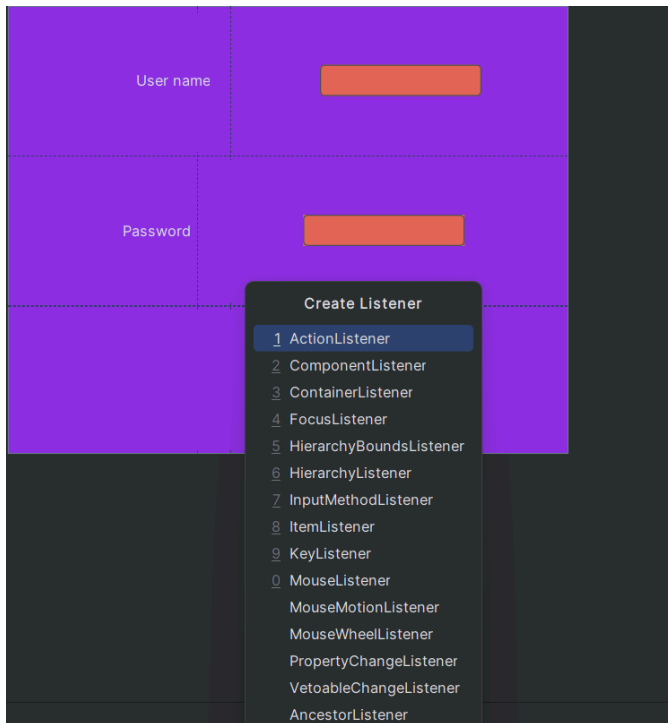 User name
Password
Create Listener
1 ActionListener
2 ComponentListener
3 ContainerListener
4 FocusListener
5 HierarchyBoundsListener
6 HierarchyListener
7 InputMethodListener
8 ItemListener
9 KeyListener
0 MouseListener
MouseMotionListener
MouseWheelListener
PropertyChangeListener
VetoableChangeListener
AncestorListener